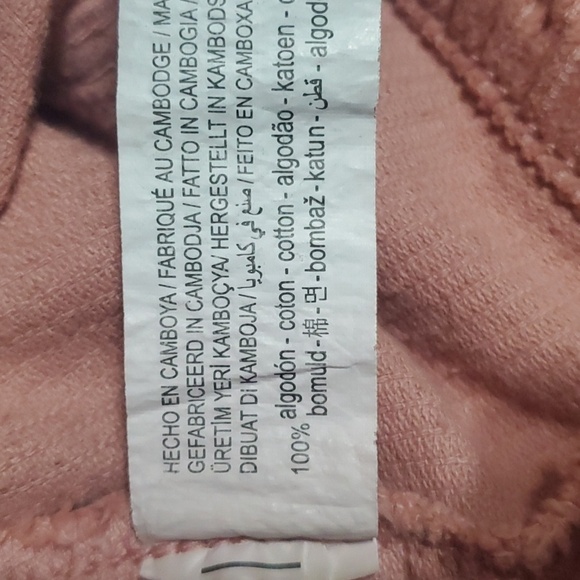 HECHO EN CAMBOYA / FABRIQUÉ AU CAMBODGE / MA
GEFABRICEERD IN CAMBODJA / FATTO IN CAMBOGIA /
ÜRETİM YERİ KAMBOÇYA/ HERGESTELLT IN KAMBODS
DIBUAT DI KAMBOJA / صنع في كامبوديا / FEITO EN CAMBOXA
100% algodón - coton - cotton - algodão - katoen -
bomuld - 棉 - 면 - bombaž - katun - قطن - algod